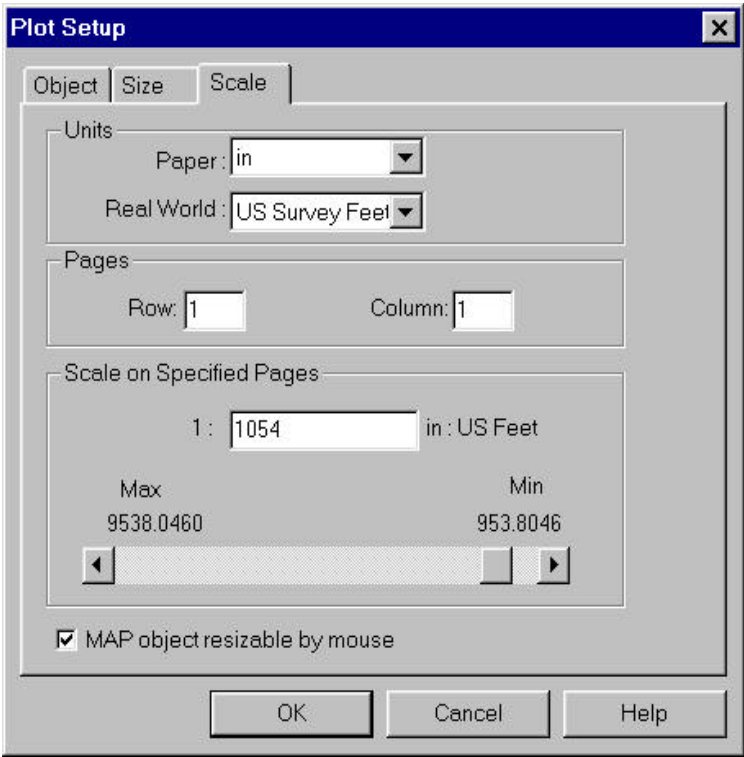 Plot Setup
Object Size Scale
Units
Paper : in
Real World : US Survey Feet
Pages
Row: 1 Column: 1
Scale on Specified Pages
1 : 1054 in : US Feet
Max Min
9538.0460 953.8046
MAP object resizable by mouse
OK Cancel Help